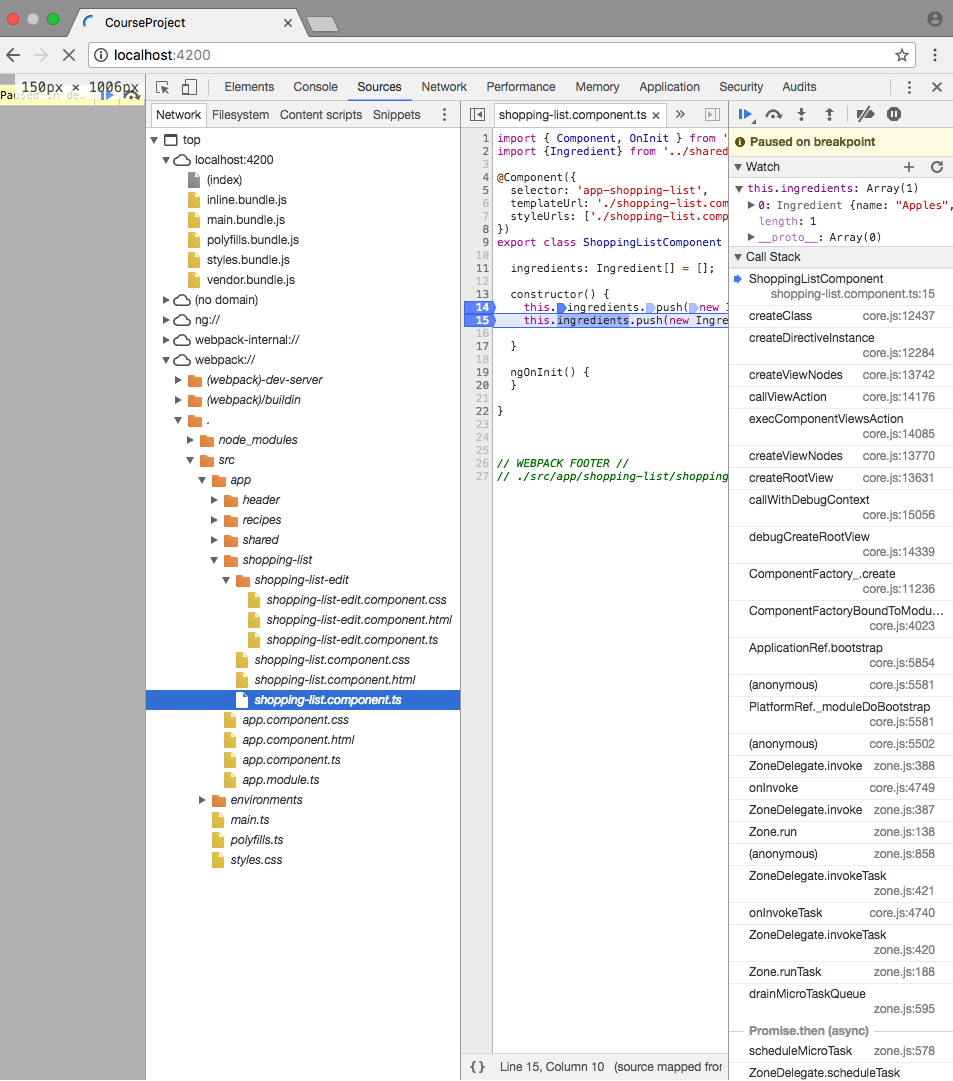 CourseProject
localhost:4200
150px × 1006px
Paused in de…
Elements Console Sources Network Performance Memory Application Security Audits
Network Filesystem Content scripts Snippets
top
localhost:4200
(index)
inline.bundle.js
main.bundle.js
polyfills.bundle.js
styles.bundle.js
vendor.bundle.js
(no domain)
ng://
webpack-internal://
webpack://
(webpack)-dev-server
(webpack)/buildin
.
node_modules
src
app
header
recipes
shared
shopping-list
shopping-list-edit
shopping-list-edit.component.css
shopping-list-edit.component.html
shopping-list-edit.component.ts
shopping-list.component.css
shopping-list.component.html
shopping-list.component.ts
app.component.css
app.component.html
app.component.ts
app.module.ts
environments
main.ts
polyfills.ts
styles.css
shopping-list.component.ts
1 import { Component, OnInit } from '
2 import {Ingredient} from '../shared
3
4 @Component({
5 selector: 'app-shopping-list',
6 templateUrl: './shopping-list.com
7 styleUrls: ['./shopping-list.comp
8 })
9 export class ShoppingListComponent
10
11 ingredients: Ingredient[] = [];
12
13 constructor() {
14 this.ingredients.push(new I
15 this.ingredients.push(new Ingre
16
17 }
18
19 ngOnInit() {
20 }
21
22 }
23
24
25
26 // WEBPACK FOOTER //
27 // ./src/app/shopping-list/shopping
{} Line 15, Column 10 (source mapped from
Paused on breakpoint
Watch
this.ingredients: Array(1)
0: Ingredient {name: "Apples",
length: 1
__proto__: Array(0)
Call Stack
ShoppingListComponent
shopping-list.component.ts:15
createClass core.js:12437
createDirectiveInstance
core.js:12284
createViewNodes core.js:13742
callViewAction core.js:14176
execComponentViewsAction
core.js:14085
createViewNodes core.js:13770
createRootView core.js:13631
callWithDebugContext
core.js:15056
debugCreateRootView
core.js:14339
ComponentFactory_.create
core.js:11236
ComponentFactoryBoundToModu…
core.js:4023
ApplicationRef.bootstrap
core.js:5854
(anonymous) core.js:5581
PlatformRef._moduleDoBootstrap
core.js:5581
(anonymous) core.js:5502
ZoneDelegate.invoke zone.js:388
onInvoke core.js:4749
ZoneDelegate.invoke zone.js:387
Zone.run zone.js:138
(anonymous) zone.js:858
ZoneDelegate.invokeTask
zone.js:421
onInvokeTask core.js:4740
ZoneDelegate.invokeTask
zone.js:420
Zone.runTask zone.js:188
drainMicroTaskQueue
zone.js:595
Promise.then (async)
scheduleMicroTask zone.js:578
ZoneDelegate.scheduleTask